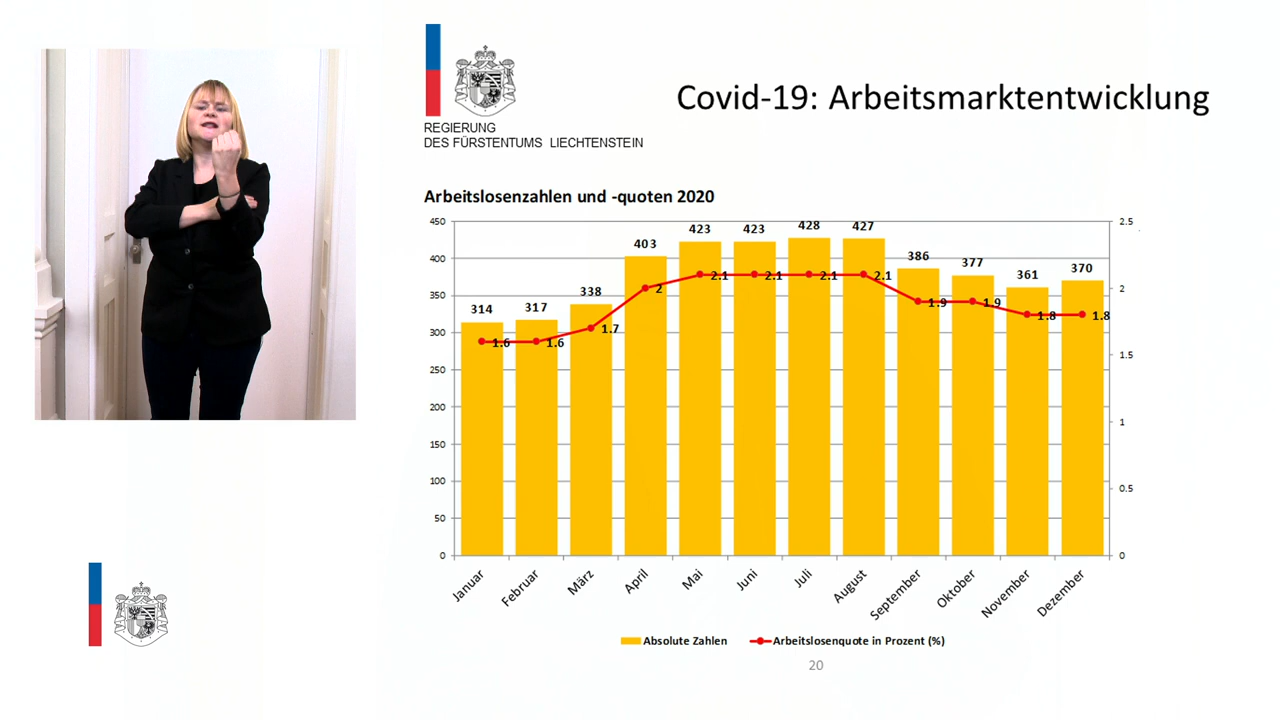 REGIERUNG
DES FÜRSTENTUMS LIECHTENSTEIN
Covid-19: Arbeitsmarktentwicklung
Arbeitslosenzahlen und -quoten 2020
450
400
350
300
250
200
150
100
50
0
314
317
338
403
423
423
428
427
386
377
361
370
1.6
1.6
1.7
2
2.1
2.1
2.1
2.1
1.9
1.9
1.8
1.8
2.5
2
1.5
1
0.5
0
Januar
Februar
März
April
Mai
Juni
Juli
August
September
Oktober
November
Dezember
Absolute Zahlen
Arbeitslosenquote in Prozent (%)
20